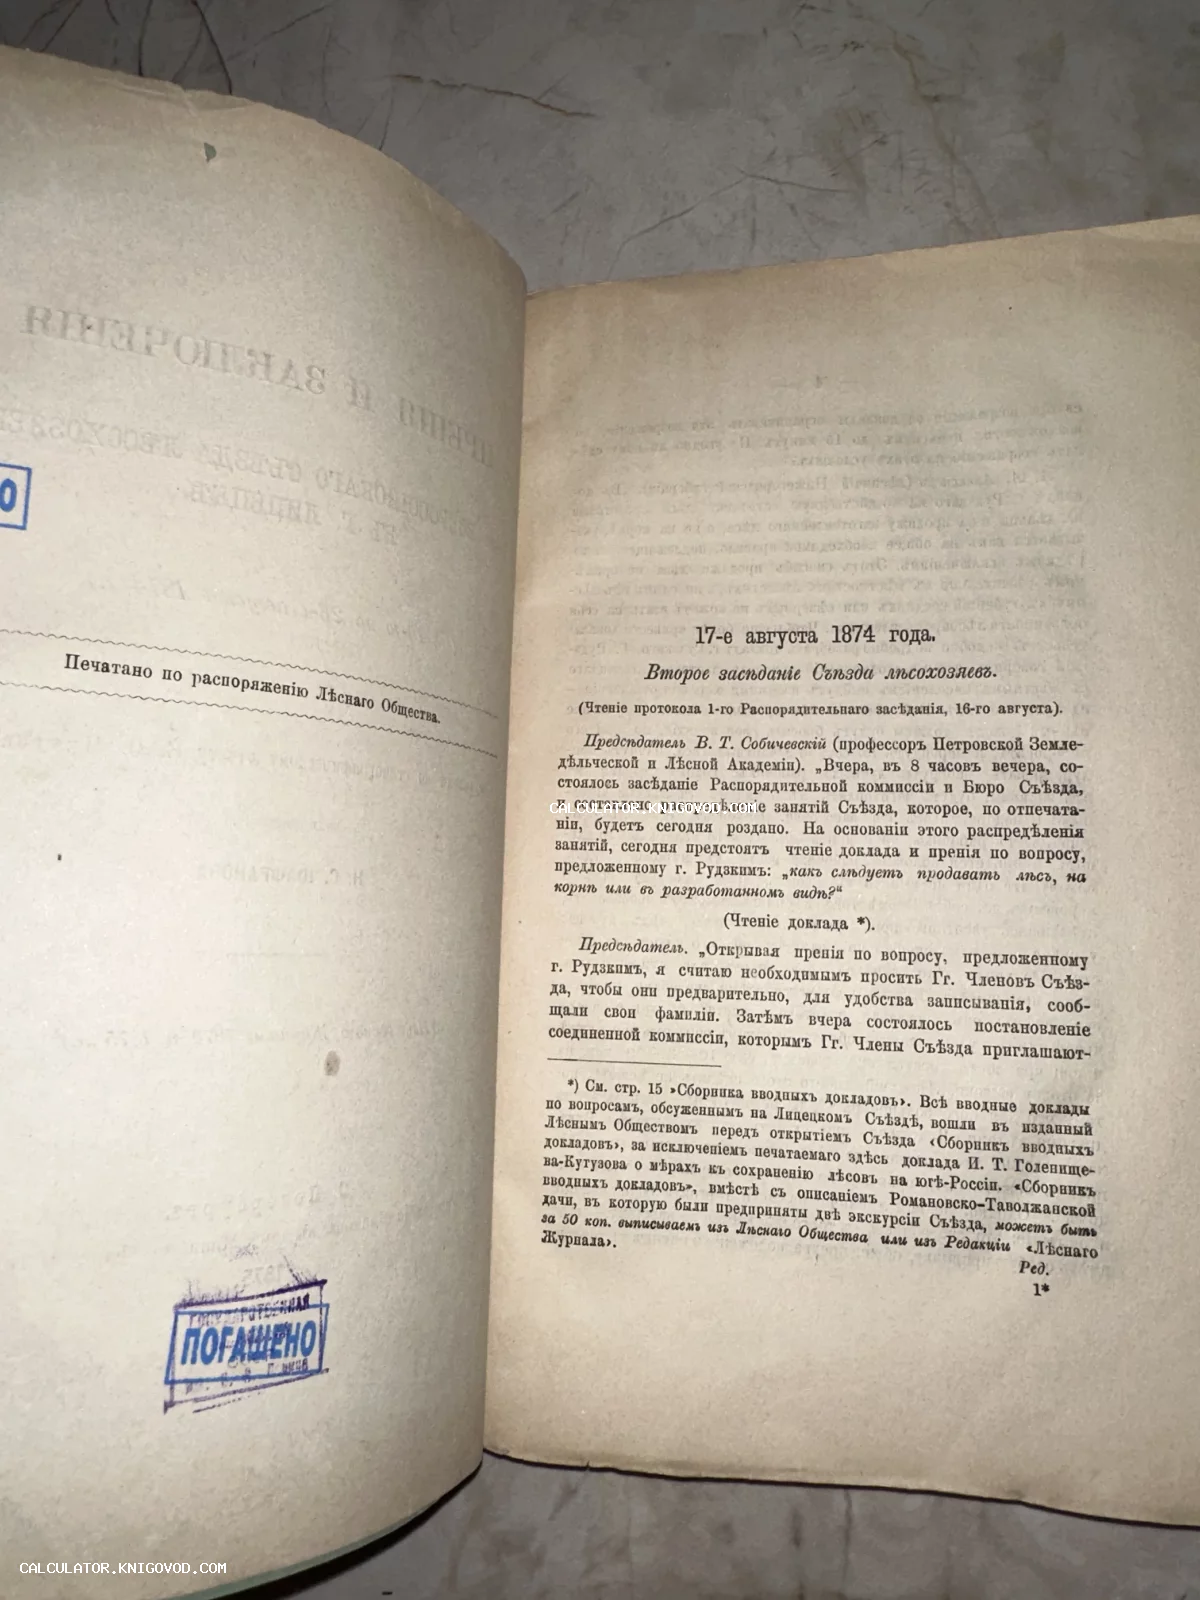 Печатано по распоряженію Лѣснаго Общества.
ПОГАШЕНО
17-е августа 1874 года.
Второе засѣданіе Съѣзда лѣсохозяевъ.
(Чтеніе протокола 1-го Распорядительнаго засѣданія, 16-го августа).
Предсѣдатель В. Т. Собичевскій (профессоръ Петровской Земле-
дѣльческой и Лѣсной Академіи). „Вчера, въ 8 часовъ вечера, со-
стоялось засѣданіе Распорядительной коммиссіи и Бюро Съѣзда,
и составлено распредѣленіе занятій Съѣзда, которое, по отпечата-
ніи, будетъ сегодня роздано. На основаніи этого распредѣленія
занятій, сегодня предстоятъ чтеніе доклада и пренія по вопросу,
предложенному г. Рудзкимъ: „какъ слѣдуетъ продавать лѣсъ, на
корнѣ или въ разработанномъ видѣ?“
(Чтеніе доклада *).
Предсѣдатель. „Открывая пренія по вопросу, предложенному
г. Рудзкимъ, я считаю необходимымъ просить Гг. Членовъ Съѣз-
да, чтобы они предварительно, для удобства записыванія, сооб-
щали свои фамиліи. Затѣмъ вчера состоялось постановленіе
соединенной коммиссіи, которымъ Гг. Члены Съѣзда приглашают-
*) См. стр. 15 »Сборника вводныхъ докладовъ«. Всѣ вводные доклады
по вопросамъ, обсуженнымъ на Липецкомъ Съѣздѣ, вошли въ изданный
Лѣснымъ Обществомъ передъ открытіемъ Съѣзда «Сборникъ вводныхъ
докладовъ», за исключеніемъ печатаемаго здѣсь доклада И. Т. Голенище-
ва-Кутузова о мѣрахъ къ сохраненію лѣсовъ на югѣ-Россіи. «Сборникъ
вводныхъ докладовъ», вмѣстѣ съ описаніемъ Романовско-Таволжанской
дачи, въ которую были предприняты двѣ экскурсіи Съѣзда, можетъ быть
за 50 коп. выписываемъ изъ Лѣснаго Общества или изъ Редакціи «Лѣснаго
Журнала».
Ред.
1*
CALCULATOR.KNIGOVOD.COM
CALCULATOR.KNIGOVOD.COM